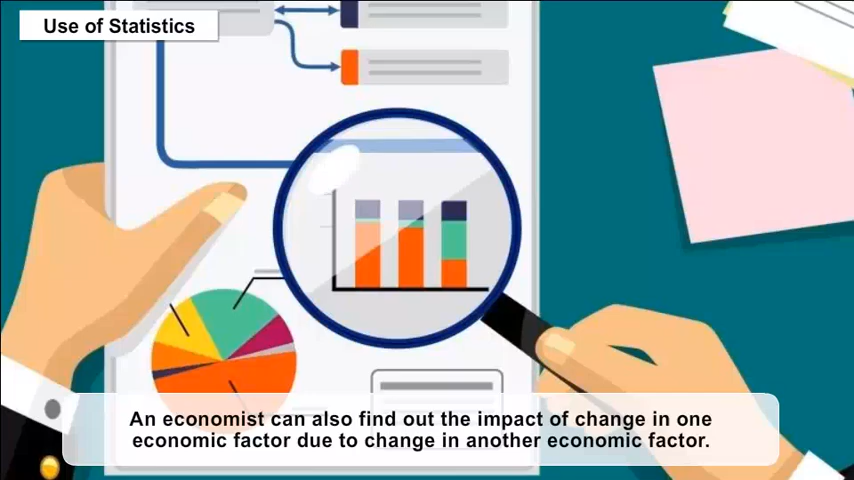 Use of Statistics
An economist can also find out the impact of change in one
economic factor due to change in another economic factor.